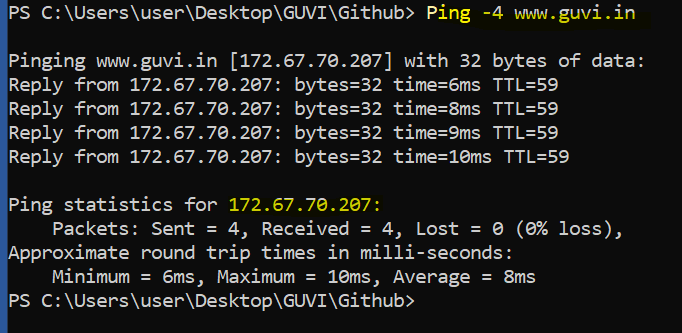 PS C:\Users\user\Desktop\GUVI\Github> Ping -4 www.guvi.in
Pinging www.guvi.in [172.67.70.207] with 32 bytes of data:
Reply from 172.67.70.207: bytes=32 time=6ms TTL=59
Reply from 172.67.70.207: bytes=32 time=8ms TTL=59
Reply from 172.67.70.207: bytes=32 time=9ms TTL=59
Reply from 172.67.70.207: bytes=32 time=10ms TTL=59
Ping statistics for 172.67.70.207:
    Packets: Sent = 4, Received = 4, Lost = 0 (0% loss),
Approximate round trip times in milli-seconds:
    Minimum = 6ms, Maximum = 10ms, Average = 8ms
PS C:\Users\user\Desktop\GUVI\Github>